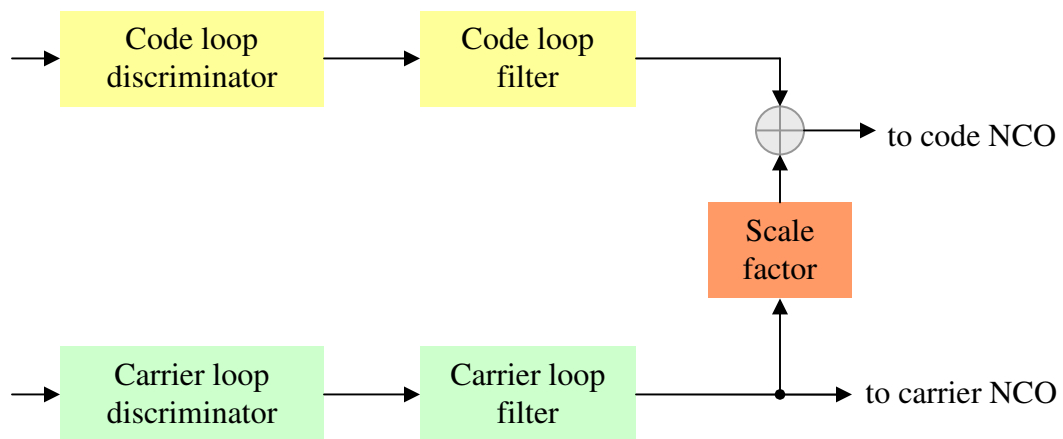 Code loop
discriminator
Code loop
filter
to code NCO
Scale
factor
Carrier loop
discriminator
Carrier loop
filter
to carrier NCO